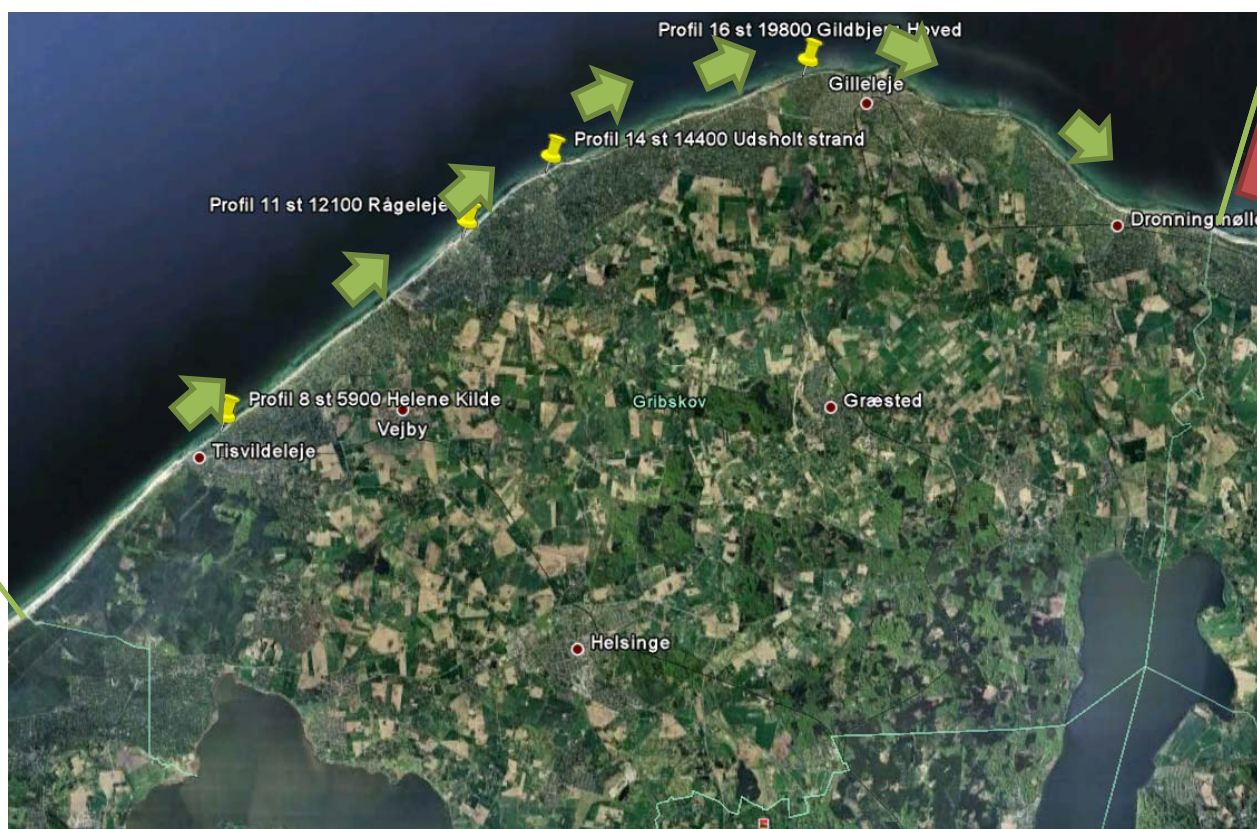 Profil 16 st 19800 Gildbjerg Hoved
Gilleleje
Profil 14 st 14400 Udsholt strand
Profil 11 st 12100 Rågeleje
Dronningmølle
Profil 8 st 5900 Helene Kilde
Vejby
Gribskov
Græsted
Tisvildeleje
Helsinge